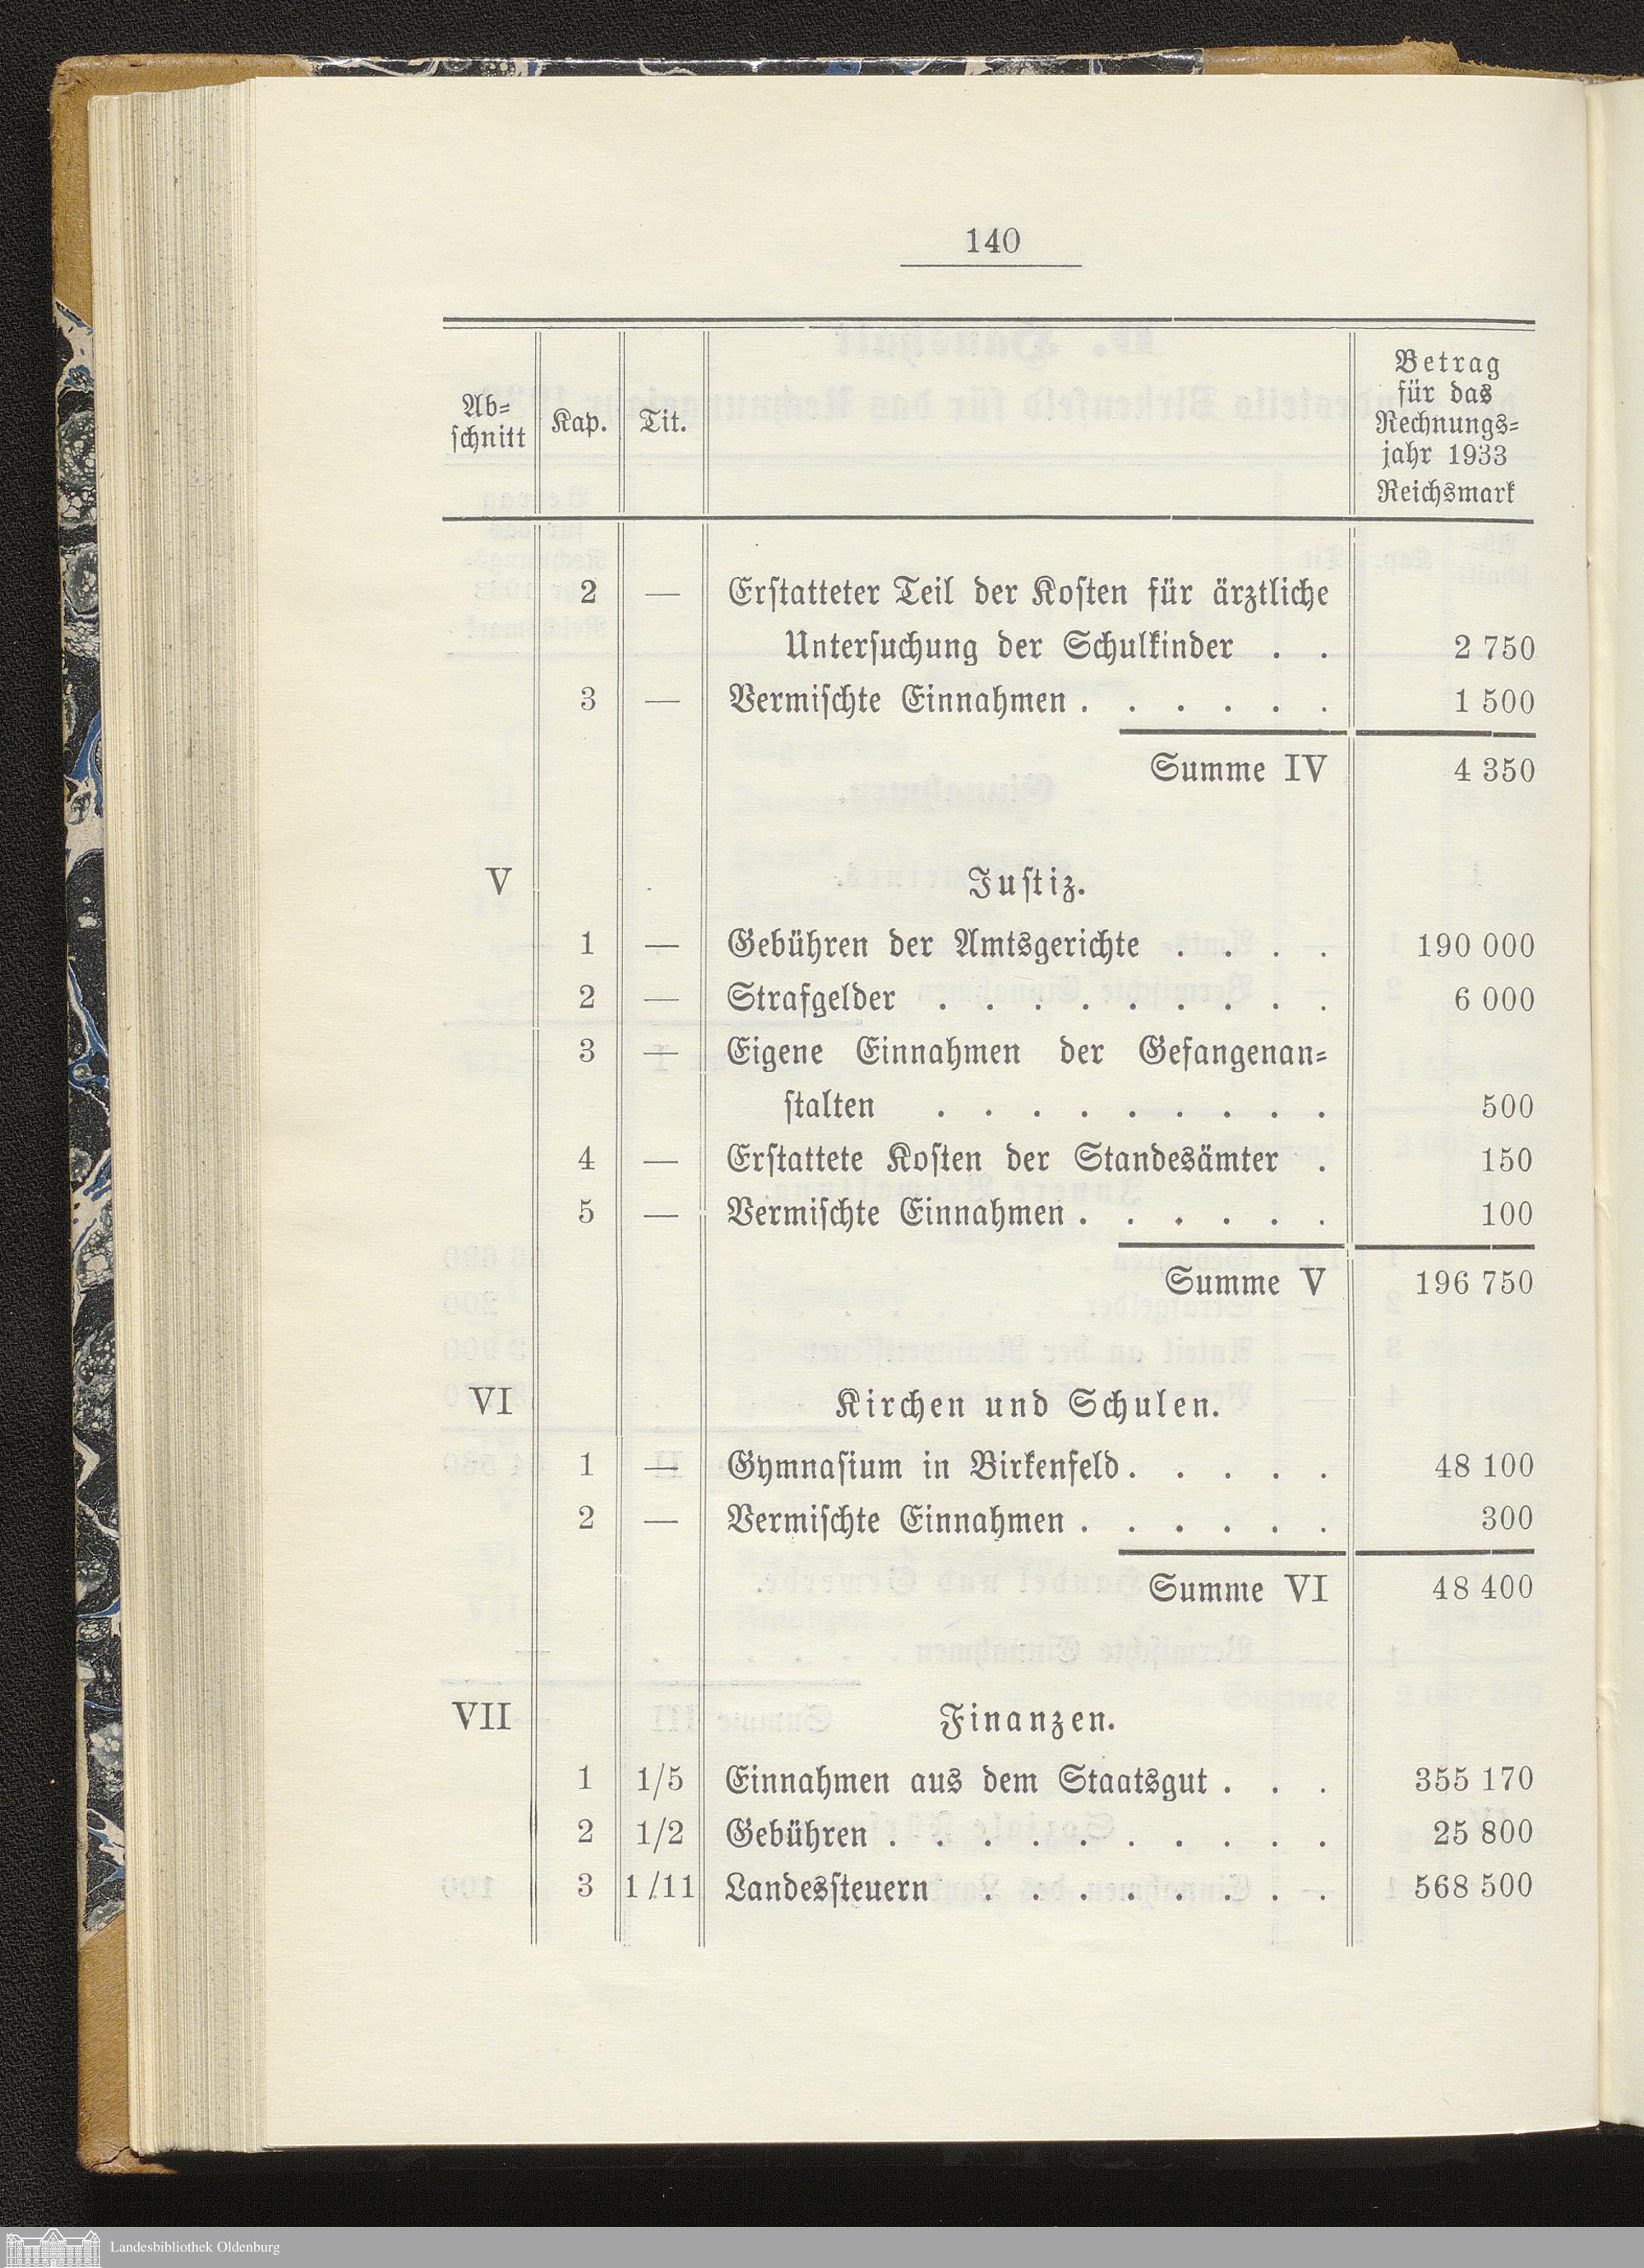 140
Ab-
schnitt Kap. Tit. Betrag
für das
Rechnungs-
jahr 1933
Reichsmark
2 — Erstatteter Teil der Kosten für ärztliche
Untersuchung der Schulkinder . . 2 750
3 — Vermischte Einnahmen . . . . . . 1 500
Summe IV 4 350
V Justiz.
1 — Gebühren der Amtsgerichte . . . . 190 000
2 — Strafgelder . . . . . . . . . 6 000
3 — Eigene Einnahmen der Gefangenan-
stalten . . . . . . . . . 500
4 — Erstattete Kosten der Standesämter . 150
5 — Vermischte Einnahmen . . . . . . 100
Summe V 196 750
VI Kirchen und Schulen.
1 — Gymnasium in Birkenfeld . . . . . 48 100
2 — Vermischte Einnahmen . . . . . . 300
Summe VI 48 400
VII Finanzen.
1 1/5 Einnahmen aus dem Staatsgut . . . 355 170
2 1/2 Gebühren . . . . . . . . . . 25 800
3 1/11 Landessteuern . . . . . . . . 568 500
Landesbibliothek Oldenburg